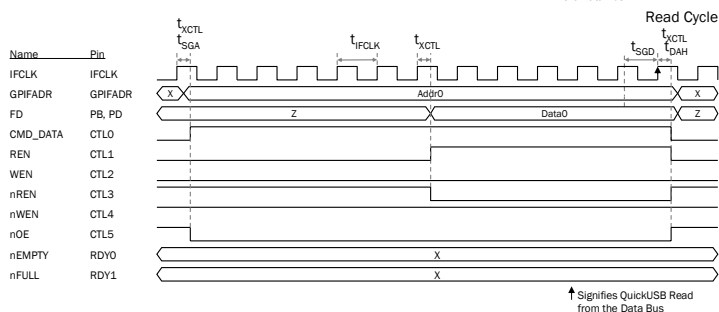 Read Cycle
tXCTL
tSGA
tIFCLK
tXCTL
tSGD
tXCTL
tDAH
Name Pin
IFCLK IFCLK
GPIFADR GPIFADR X Addr0 X
FD PB, PD Z Data0 Z
CMD_DATA CTL0
REN CTL1
WEN CTL2
nREN CTL3
nWEN CTL4
nOE CTL5
nEMPTY RDY0 X
nFULL RDY1 X
Signifies QuickUSB Read
from the Data Bus